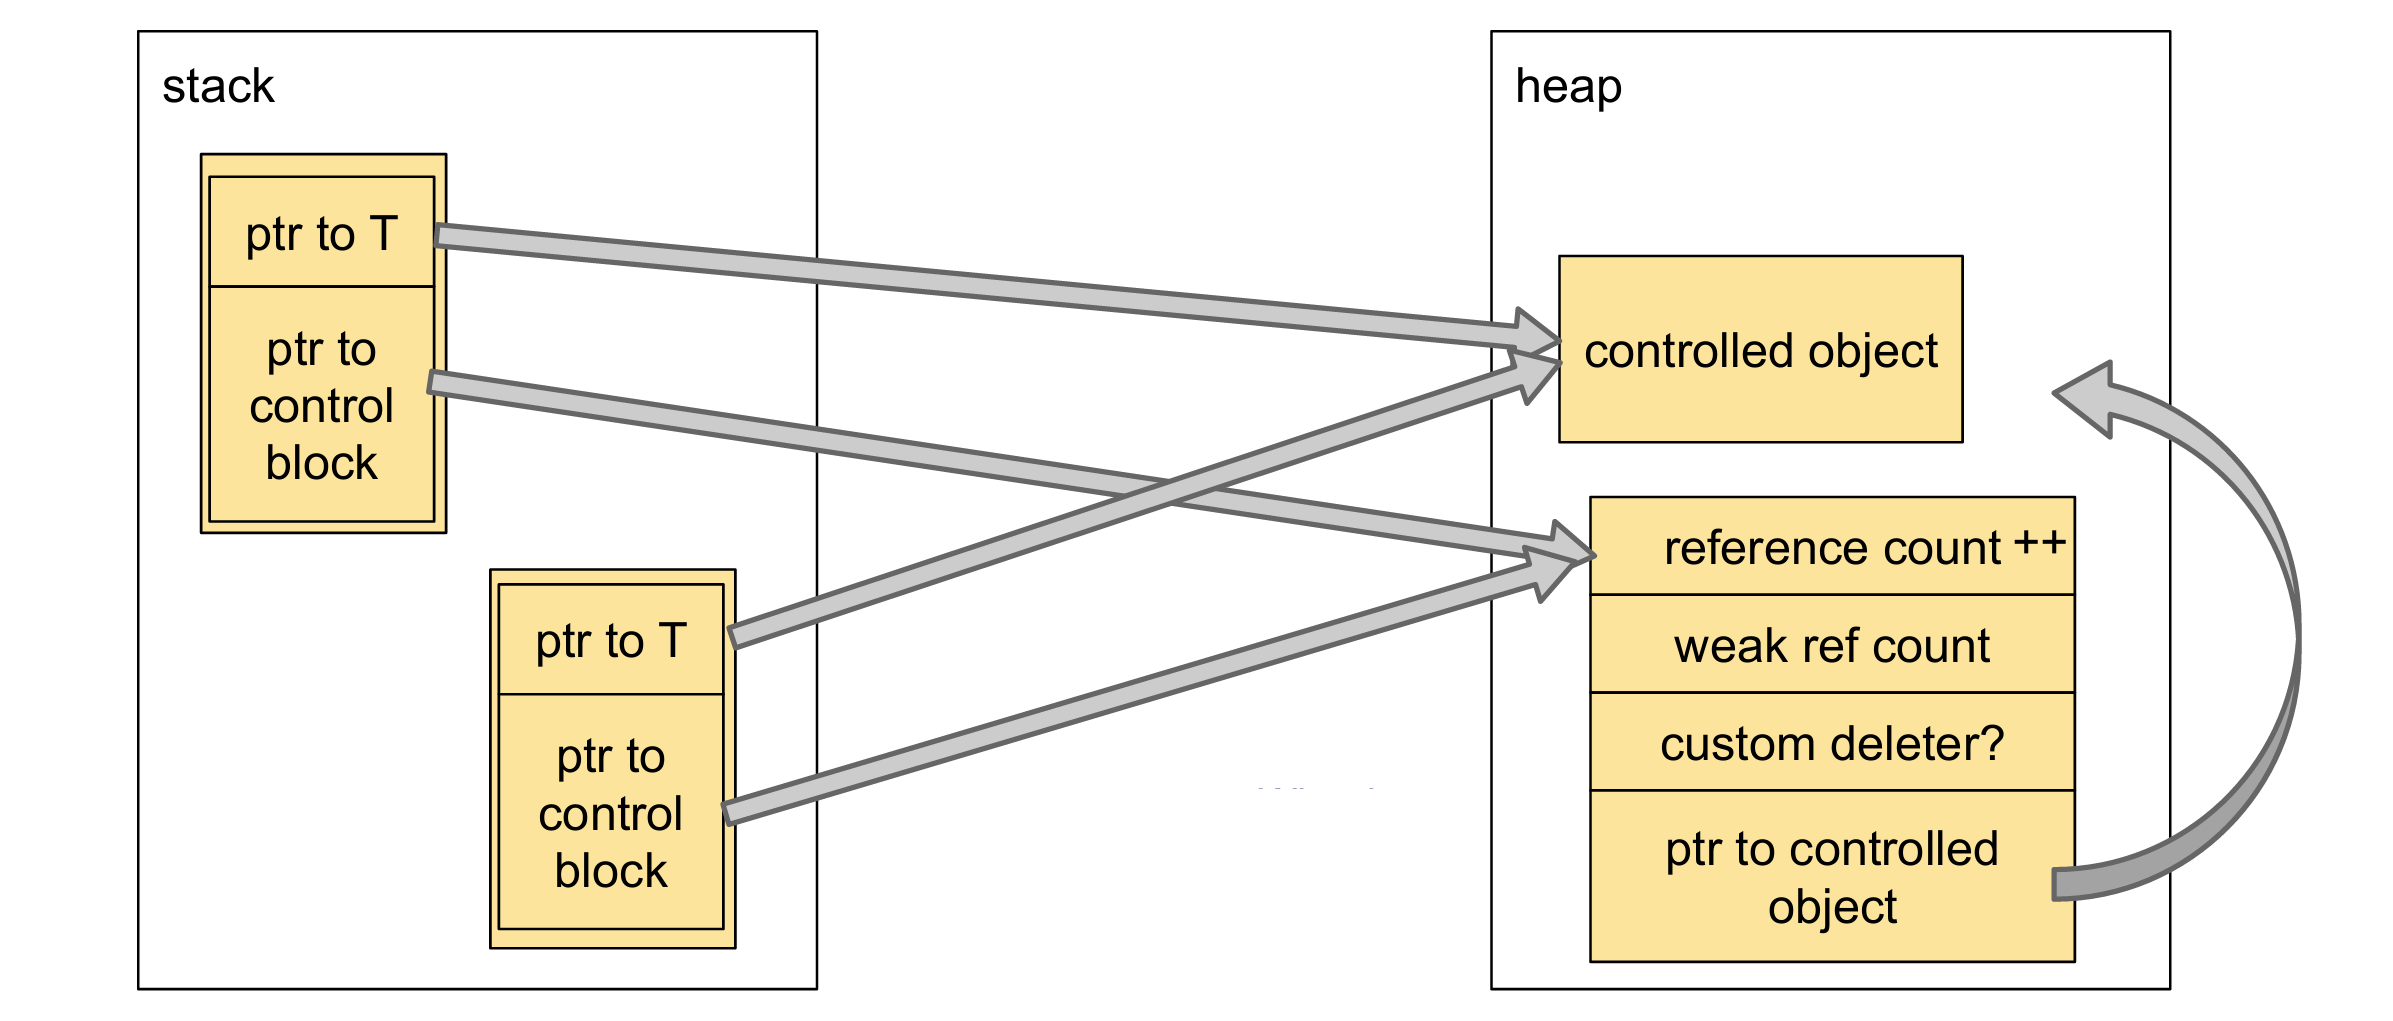 stack
ptr to T
ptr to
control
block
ptr to T
ptr to
control
block
heap
controlled object
reference count ++
weak ref count
custom deleter?
ptr to controlled
object